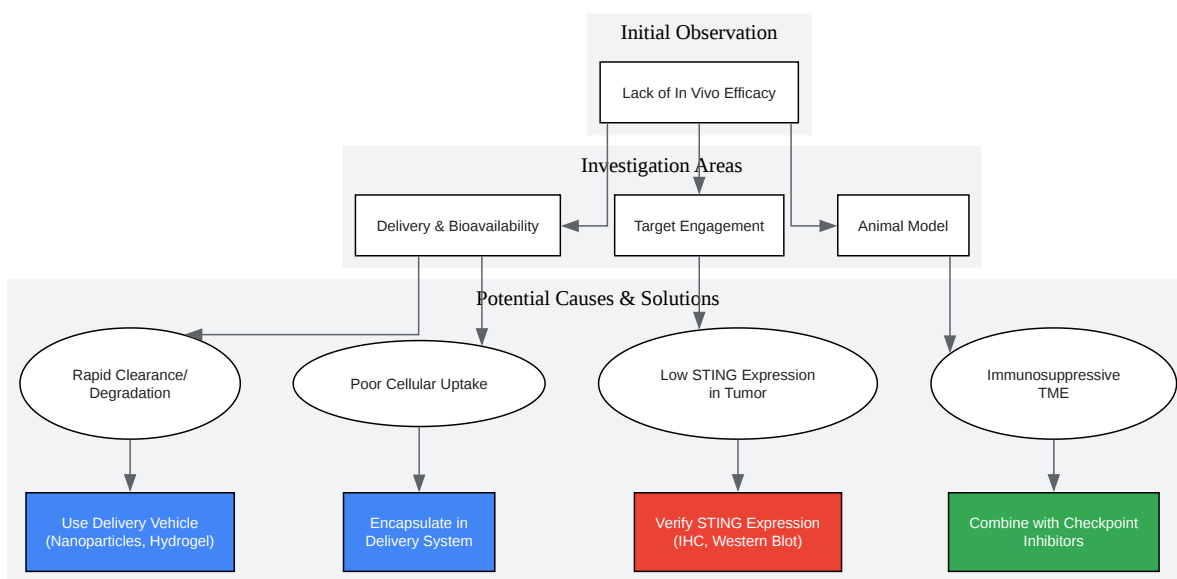 Initial Observation
Lack of In Vivo Efficacy
Investigation Areas
Delivery & Bioavailability
Target Engagement
Animal Model
Potential Causes & Solutions
Rapid Clearance/
Degradation
Poor Cellular Uptake
Low STING Expression
in Tumor
Immunosuppressive
TME
Use Delivery Vehicle
(Nanoparticles, Hydrogel)
Encapsulate in
Delivery System
Verify STING Expression
(IHC, Western Blot)
Combine with Checkpoint
Inhibitors